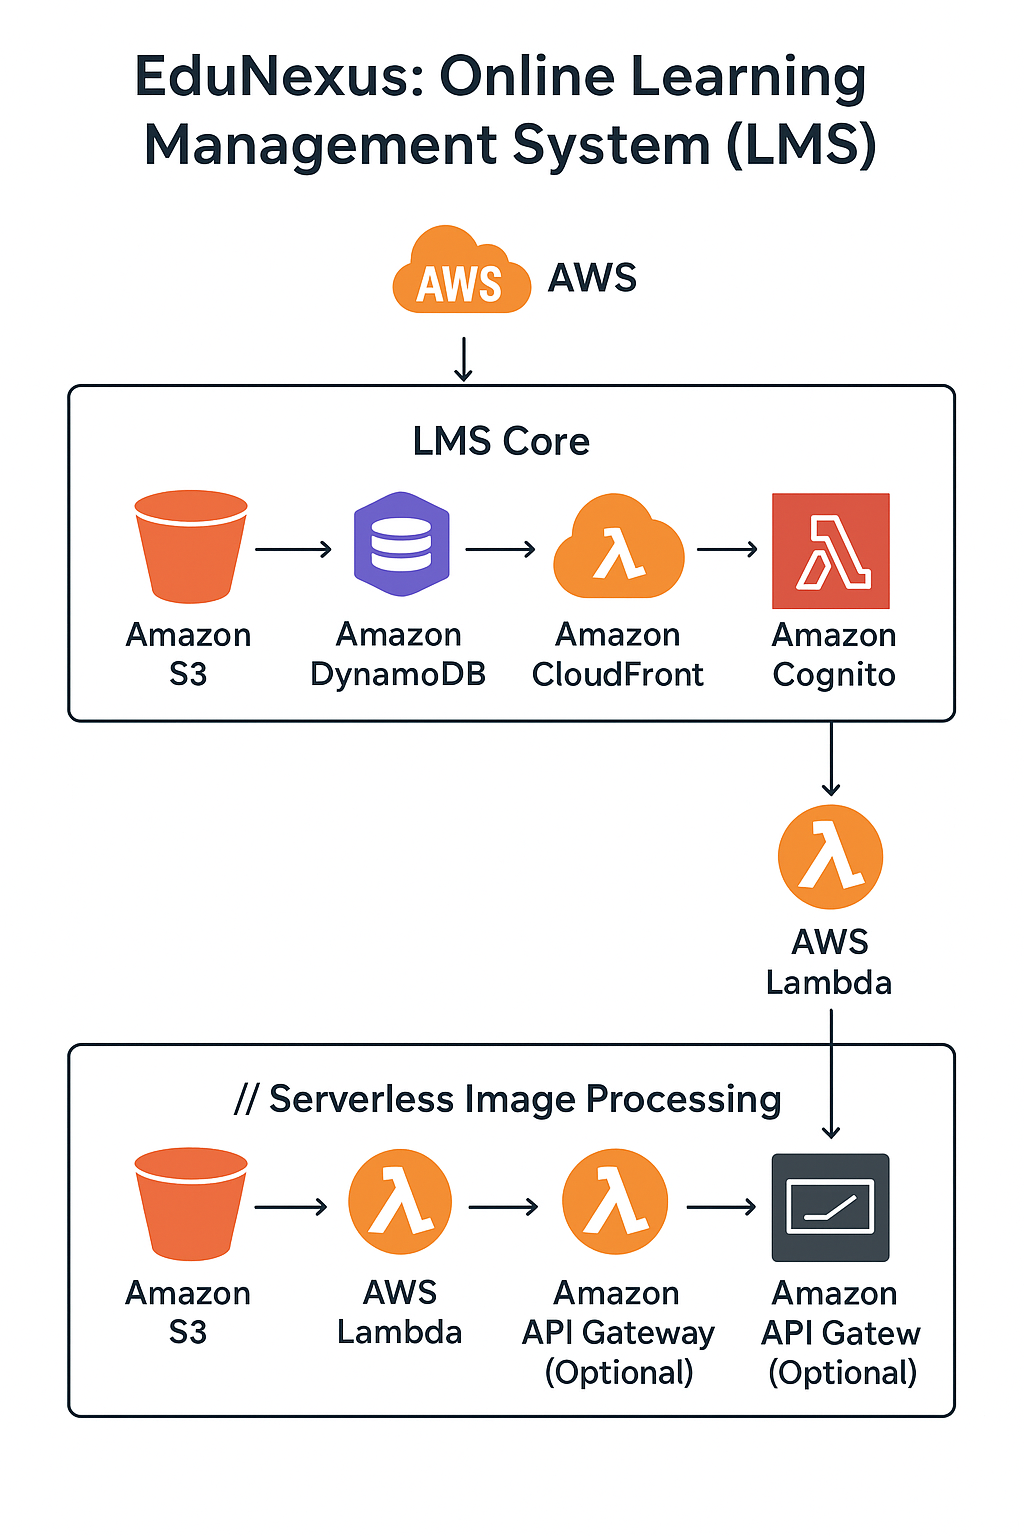 EduNexus: Online Learning
Management System (LMS)
AWS
AWS
LMS Core
Amazon
S3
Amazon
DynamoDB
Amazon
CloudFront
Amazon
Cognito
AWS
Lambda
// Serverless Image Processing
Amazon
S3
AWS
Lambda
Amazon
API Gateway
(Optional)
Amazon
API Gatew
(Optional)